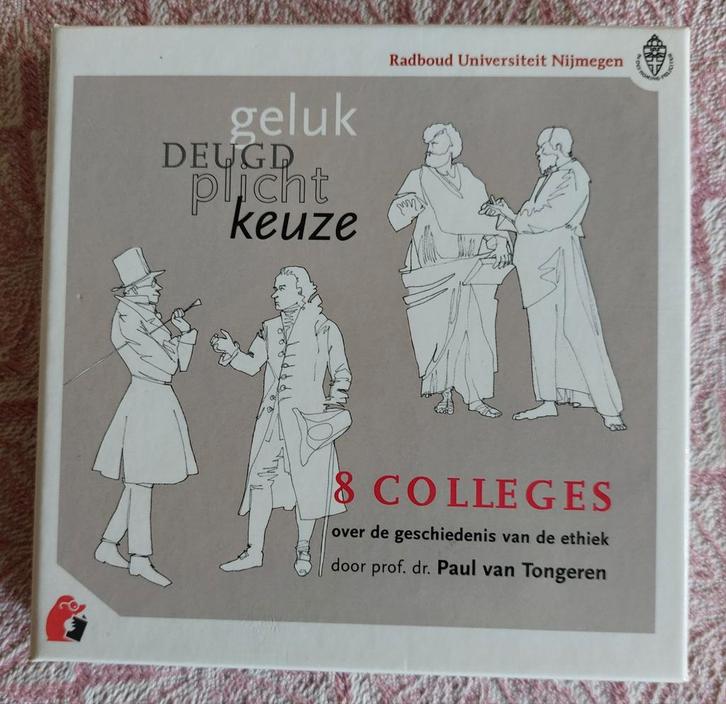 Radboud Universiteit Nijmegen
geluk
DEUGD
plicht
keuze
8 COLLEGES
over de geschiedenis van de ethiek
door prof. dr. Paul van Tongeren